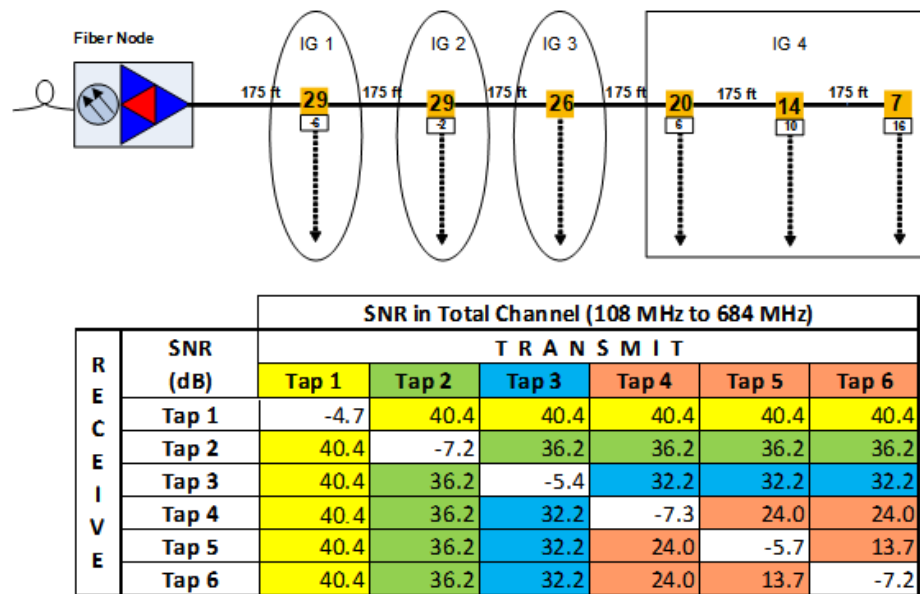 Fiber Node
IG 1
IG 2
IG 3
IG 4
175 ft 29 175 ft 29 175 ft 26 175 ft 20 175 ft 14 175 ft 7
-6 -2 6 10 16
SNR in Total Channel (108 MHz to 684 MHz)
RECEIVE
SNR (dB)
TRANSMIT
Tap 1 Tap 2 Tap 3 Tap 4 Tap 5 Tap 6
Tap 1 -4.7 40.4 40.4 40.4 40.4 40.4
Tap 2 40.4 -7.2 36.2 36.2 36.2 36.2
Tap 3 40.4 36.2 -5.4 32.2 32.2 32.2
Tap 4 40.4 36.2 32.2 -7.3 24.0 24.0
Tap 5 40.4 36.2 32.2 24.0 -5.7 13.7
Tap 6 40.4 36.2 32.2 24.0 13.7 -7.2